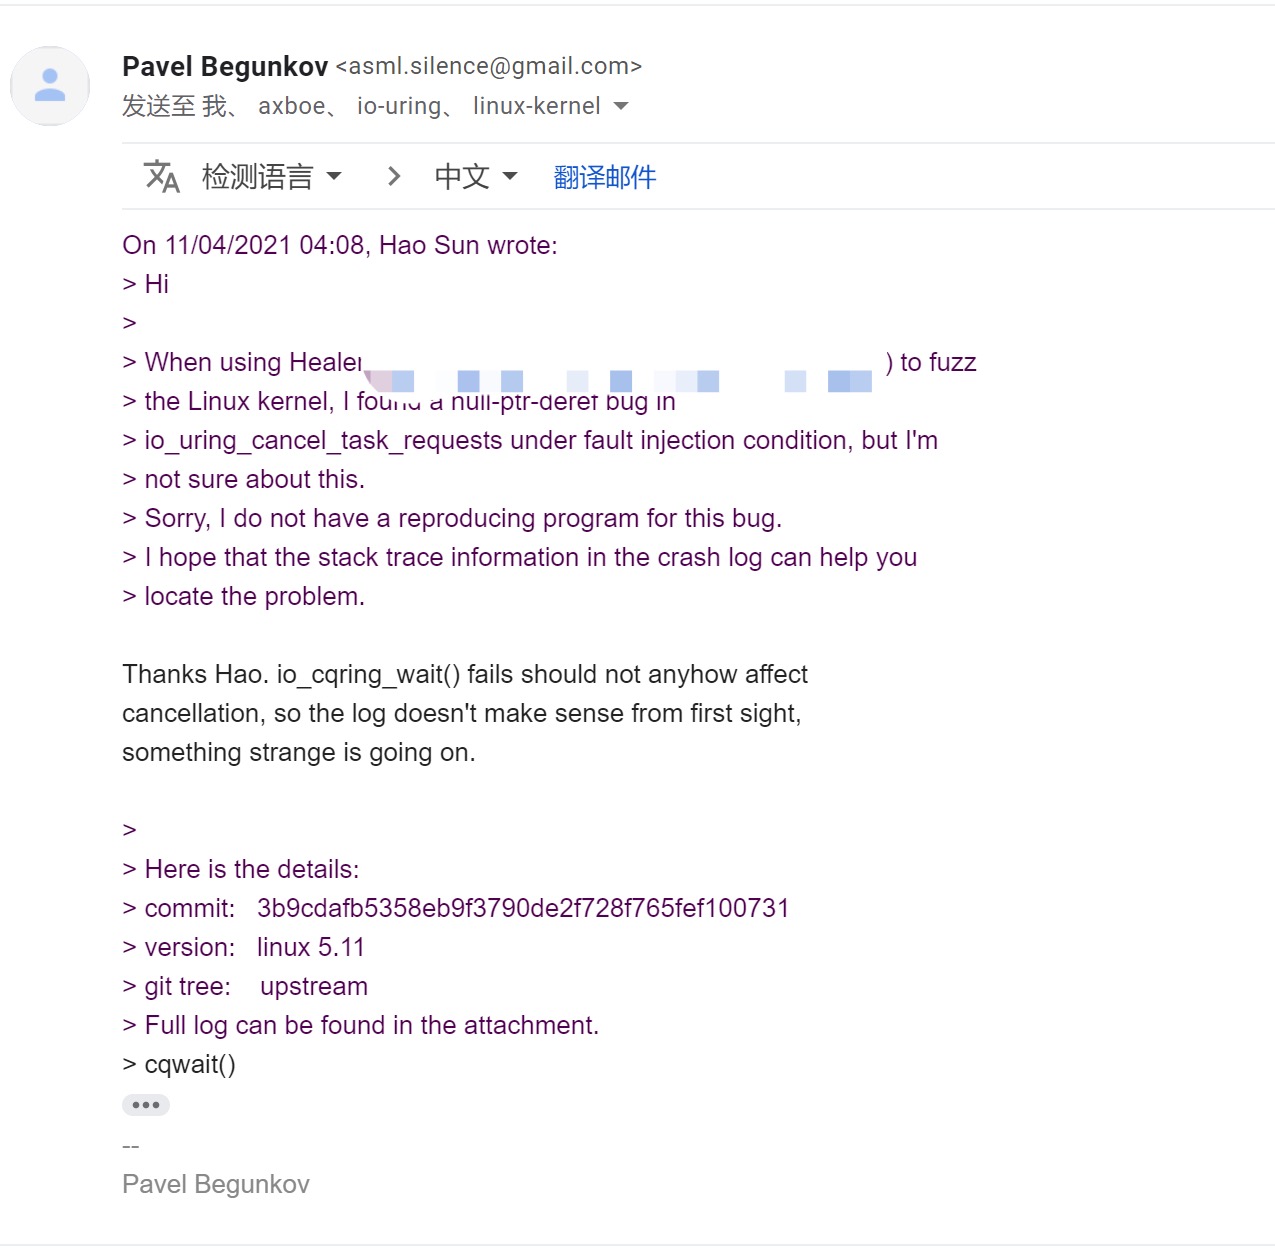 Pavel Begunkov <asml.silence@gmail.com>
发送至 我、 axboe、 io-uring、 linux-kernel
检测语言 > 中文 翻译邮件
On 11/04/2021 04:08, Hao Sun wrote:
> Hi
>
> When using Healer ) to fuzz
> the Linux kernel, I found a null-ptr-deref bug in
> io_uring_cancel_task_requests under fault injection condition, but I'm
> not sure about this.
> Sorry, I do not have a reproducing program for this bug.
> I hope that the stack trace information in the crash log can help you
> locate the problem.
Thanks Hao. io_cqring_wait() fails should not anyhow affect
cancellation, so the log doesn't make sense from first sight,
something strange is going on.
>
> Here is the details:
> commit: 3b9cdafb5358eb9f3790de2f728f765fef100731
> version: linux 5.11
> git tree: upstream
> Full log can be found in the attachment.
> cqwait()
•••
--
Pavel Begunkov